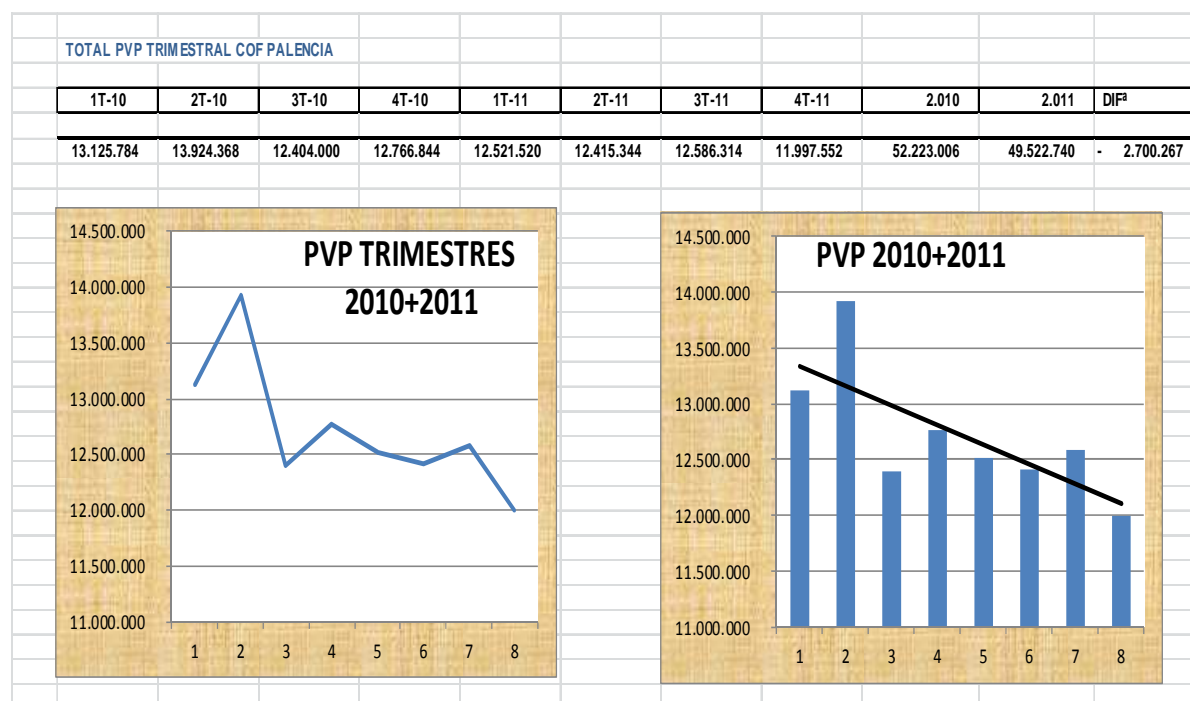 TOTAL PVP TRIMESTRAL COF PALENCIA
1T-10 2T-10 3T-10 4T-10 1T-11 2T-11 3T-11 4T-11 2.010 2.011 DIFª
13.125.784 13.924.368 12.404.000 12.766.844 12.521.520 12.415.344 12.586.314 11.997.552 52.223.006 49.522.740 - 2.700.267
PVP TRIMESTRES
2010+2011
14.500.000
14.000.000
13.500.000
13.000.000
12.500.000
12.000.000
11.500.000
11.000.000
1 2 3 4 5 6 7 8
PVP 2010+2011
14.500.000
14.000.000
13.500.000
13.000.000
12.500.000
12.000.000
11.500.000
11.000.000
1 2 3 4 5 6 7 8